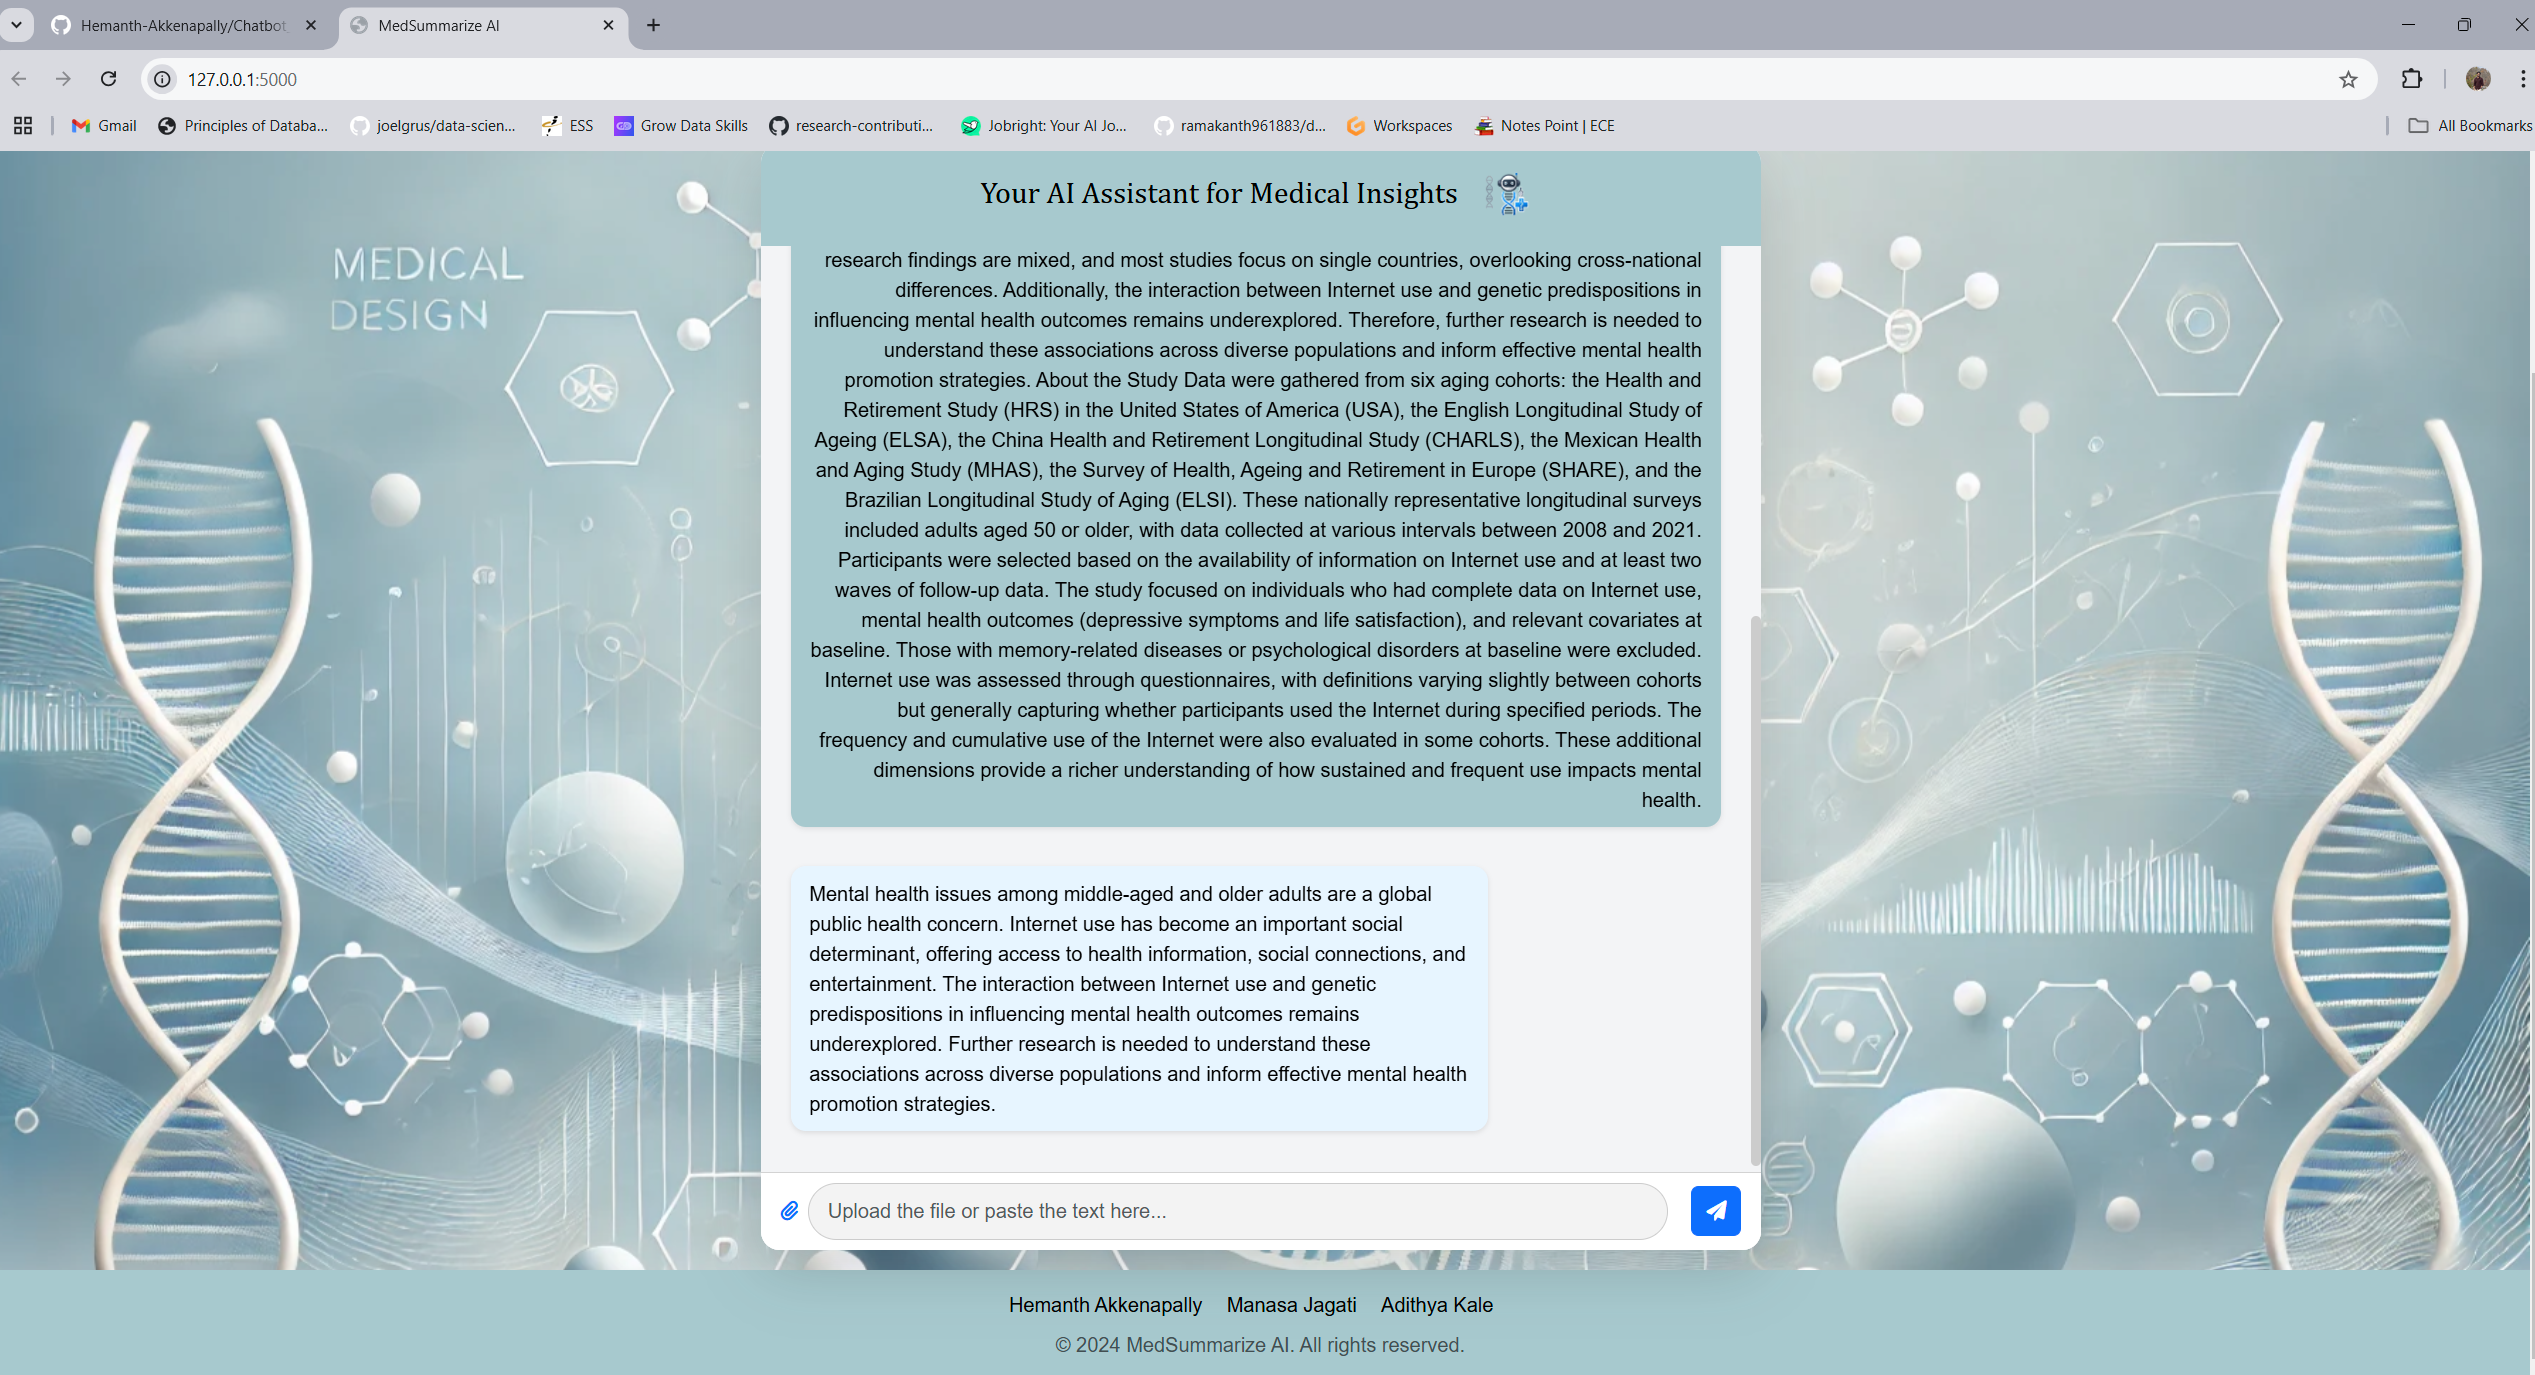 Hemanth-Akkenapally/Chatbot_
MedSummarize AI
127.0.0.1:5000
Gmail
Principles of Databa...
joelgrus/data-scien...
ESS
Grow Data Skills
research-contributi...
Jobright: Your AI Jo...
ramakanth961883/d...
Workspaces
Notes Point | ECE
All Bookmarks
MEDICAL
DESIGN
Your AI Assistant for Medical Insights
research findings are mixed, and most studies focus on single countries, overlooking cross-national
differences. Additionally, the interaction between Internet use and genetic predispositions in
influencing mental health outcomes remains underexplored. Therefore, further research is needed to
understand these associations across diverse populations and inform effective mental health
promotion strategies. About the Study Data were gathered from six aging cohorts: the Health and
Retirement Study (HRS) in the United States of America (USA), the English Longitudinal Study of
Ageing (ELSA), the China Health and Retirement Longitudinal Study (CHARLS), the Mexican Health
and Aging Study (MHAS), the Survey of Health, Ageing and Retirement in Europe (SHARE), and the
Brazilian Longitudinal Study of Aging (ELSI). These nationally representative longitudinal surveys
included adults aged 50 or older, with data collected at various intervals between 2008 and 2021.
Participants were selected based on the availability of information on Internet use and at least two
waves of follow-up data. The study focused on individuals who had complete data on Internet use,
mental health outcomes (depressive symptoms and life satisfaction), and relevant covariates at
baseline. Those with memory-related diseases or psychological disorders at baseline were excluded.
Internet use was assessed through questionnaires, with definitions varying slightly between cohorts
but generally capturing whether participants used the Internet during specified periods. The
frequency and cumulative use of the Internet were also evaluated in some cohorts. These additional
dimensions provide a richer understanding of how sustained and frequent use impacts mental
health.
Mental health issues among middle-aged and older adults are a global
public health concern. Internet use has become an important social
determinant, offering access to health information, social connections, and
entertainment. The interaction between Internet use and genetic
predispositions in influencing mental health outcomes remains
underexplored. Further research is needed to understand these
associations across diverse populations and inform effective mental health
promotion strategies.
Upload the file or paste the text here...
Hemanth Akkenapally Manasa Jagati Adithya Kale
© 2024 MedSummarize AI. All rights reserved.